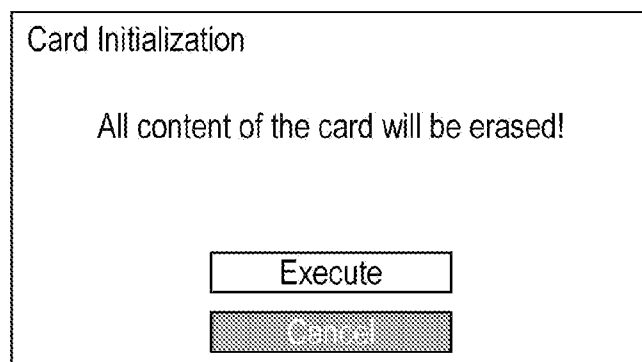 Card Initialization
All content of the card will be erased!
Execute
Cancel